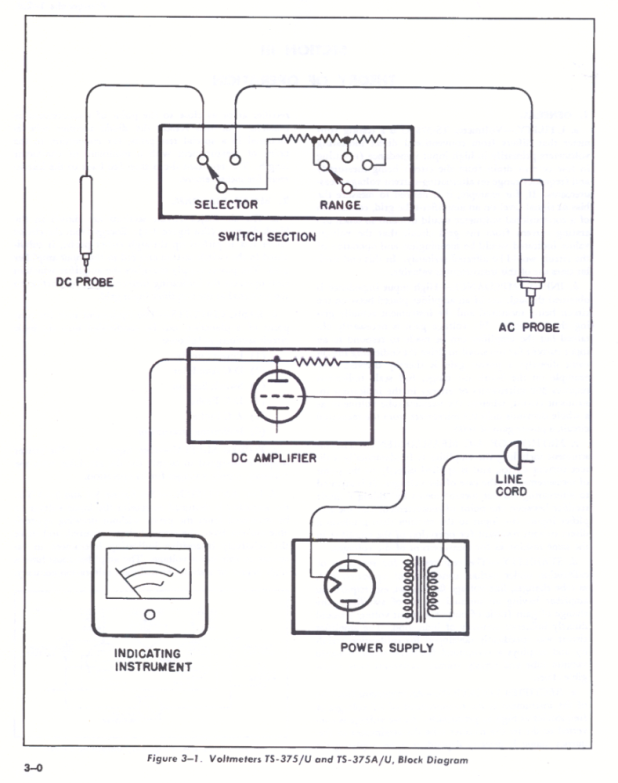 SELECTOR
RANGE
SWITCH SECTION
DC PROBE
AC PROBE
DC AMPLIFIER
LINE
CORD
INDICATING
INSTRUMENT
POWER SUPPLY
Figure 3–1. Voltmeters TS-375/U and TS-375A/U, Block Diagram
3–0